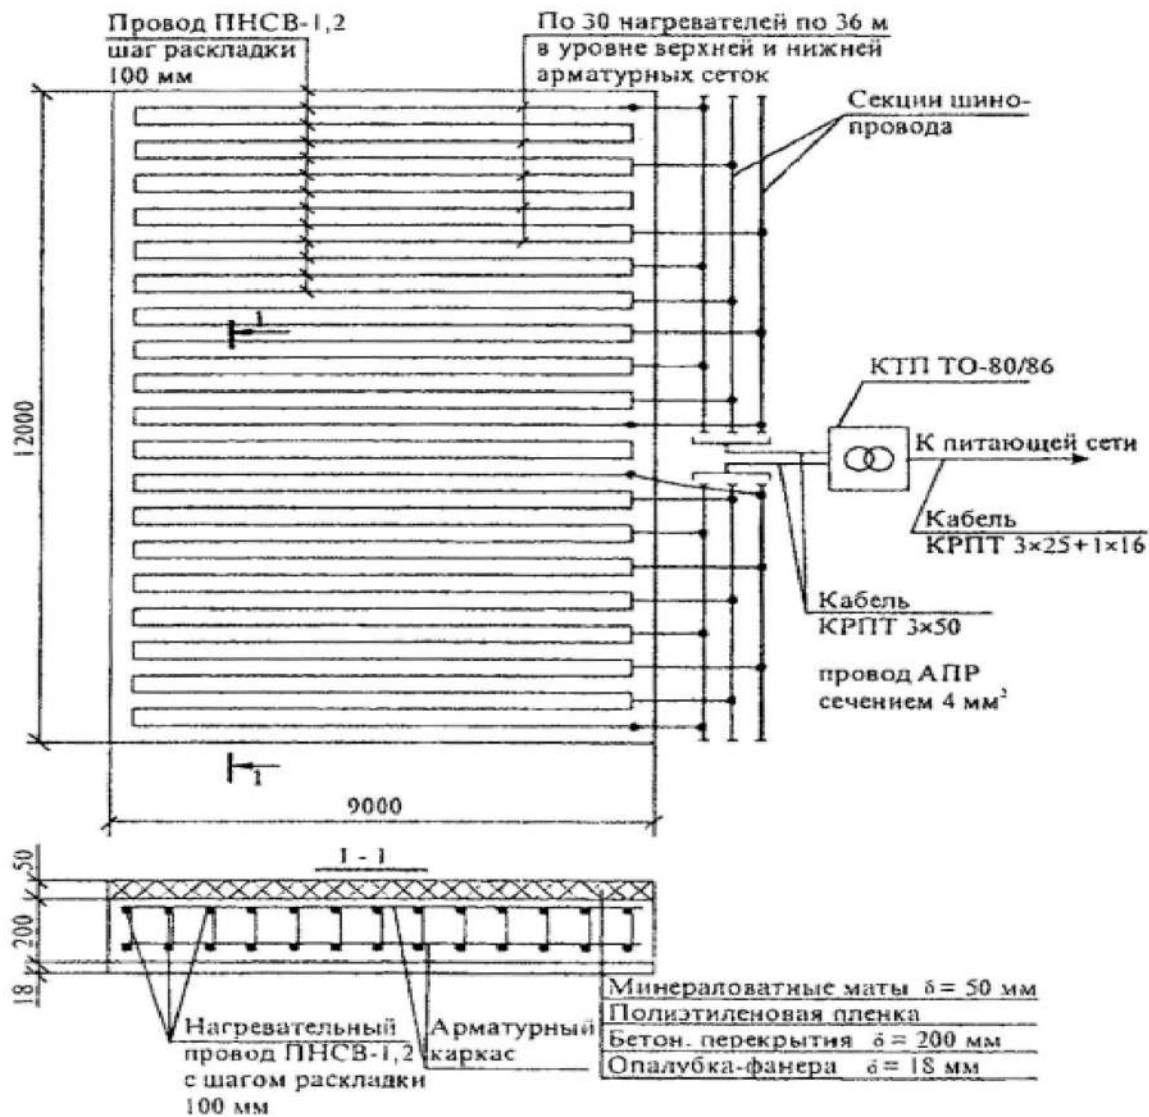 Провод ПНСВ-1,2
шаг раскладки
100 мм
По 30 нагревателей по 36 м
в уровне верхней и нижней
арматурных сеток
Секции шино-
провода
12000
1
КТП ТО-80/86
К питающей сети
Кабель
КРПТ 3×25+1×16
Кабель
КРПТ 3×50
провод АПР
сечением 4 мм²
1
9000
1 - 1
50
200
18
Минераловатные маты δ = 50 мм
Полиэтиленовая пленка
Бетон. перекрытия δ = 200 мм
Опалубка-фанера δ = 18 мм
Нагревательный
провод ПНСВ-1,2
с шагом раскладки
100 мм
Арматурный
каркас